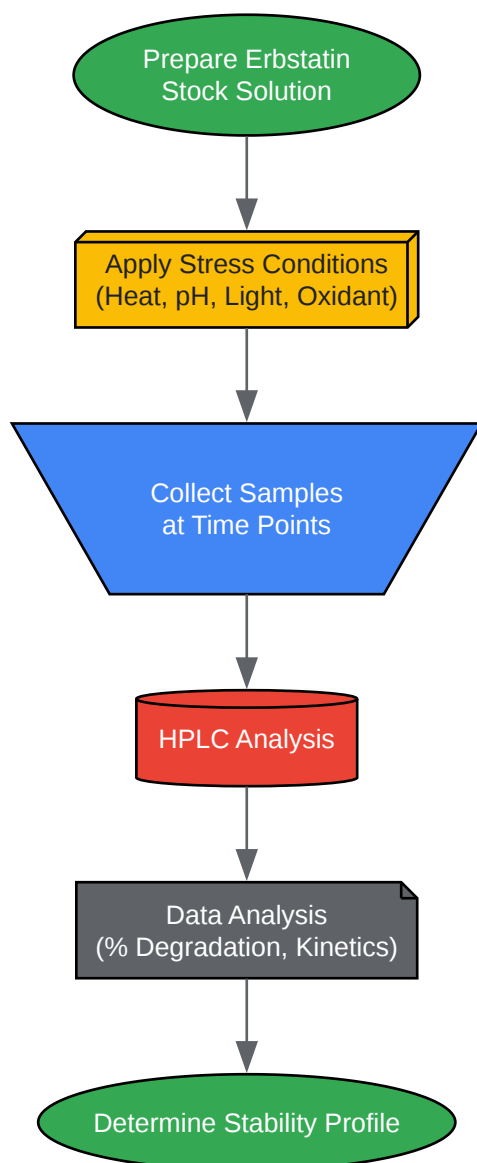 Prepare Erbstatin
Stock Solution
Apply Stress Conditions
(Heat, pH, Light, Oxidant)
Collect Samples
at Time Points
HPLC Analysis
Data Analysis
(% Degradation, Kinetics)
Determine Stability Profile